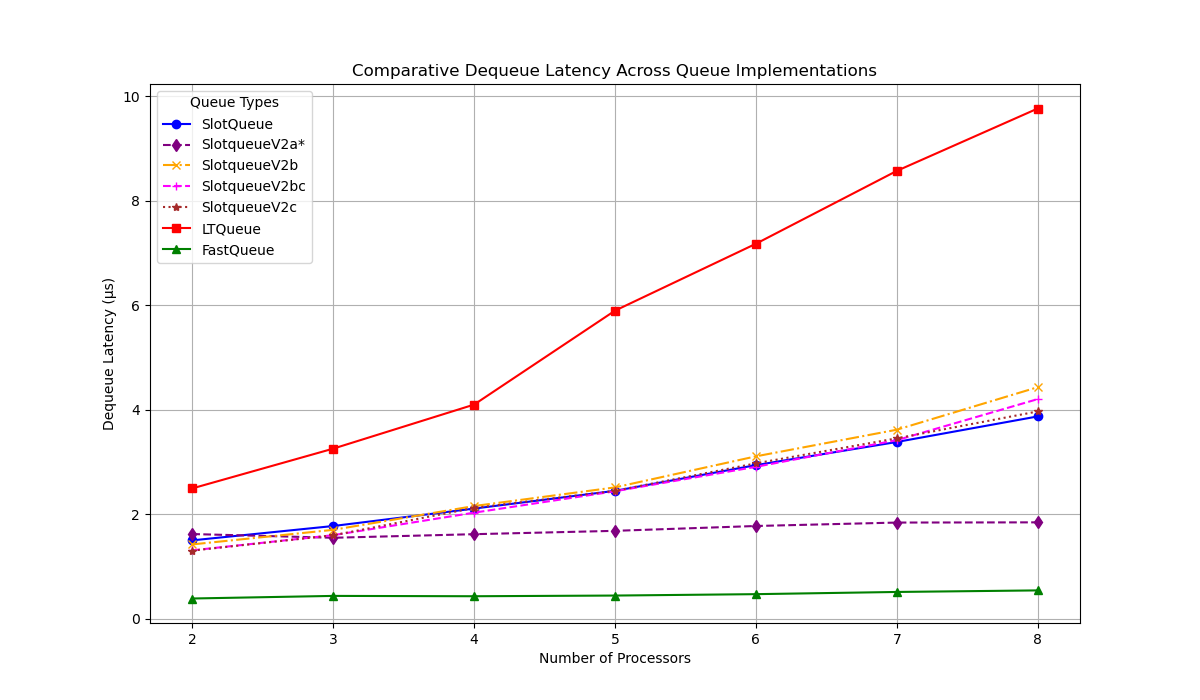 Comparative Dequeue Latency Across Queue Implementations
Queue Types
SlotQueue
SlotqueueV2a*
SlotqueueV2b
SlotqueueV2bc
SlotqueueV2c
LTQueue
FastQueue
Dequeue Latency (μs)
10
8
6
4
2
0
2 3 4 5 6 7 8
Number of Processors